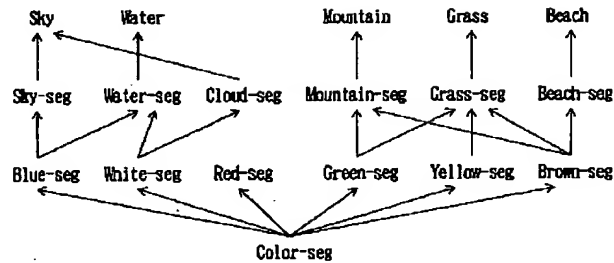 Sky Water Mountain Grass Beach
Sky-seg Water-seg Cloud-seg Mountain-seg Grass-seg Beach-seg
Blue-seg White-seg Red-seg Green-seg Yellow-seg Brown-seg
Color-seg